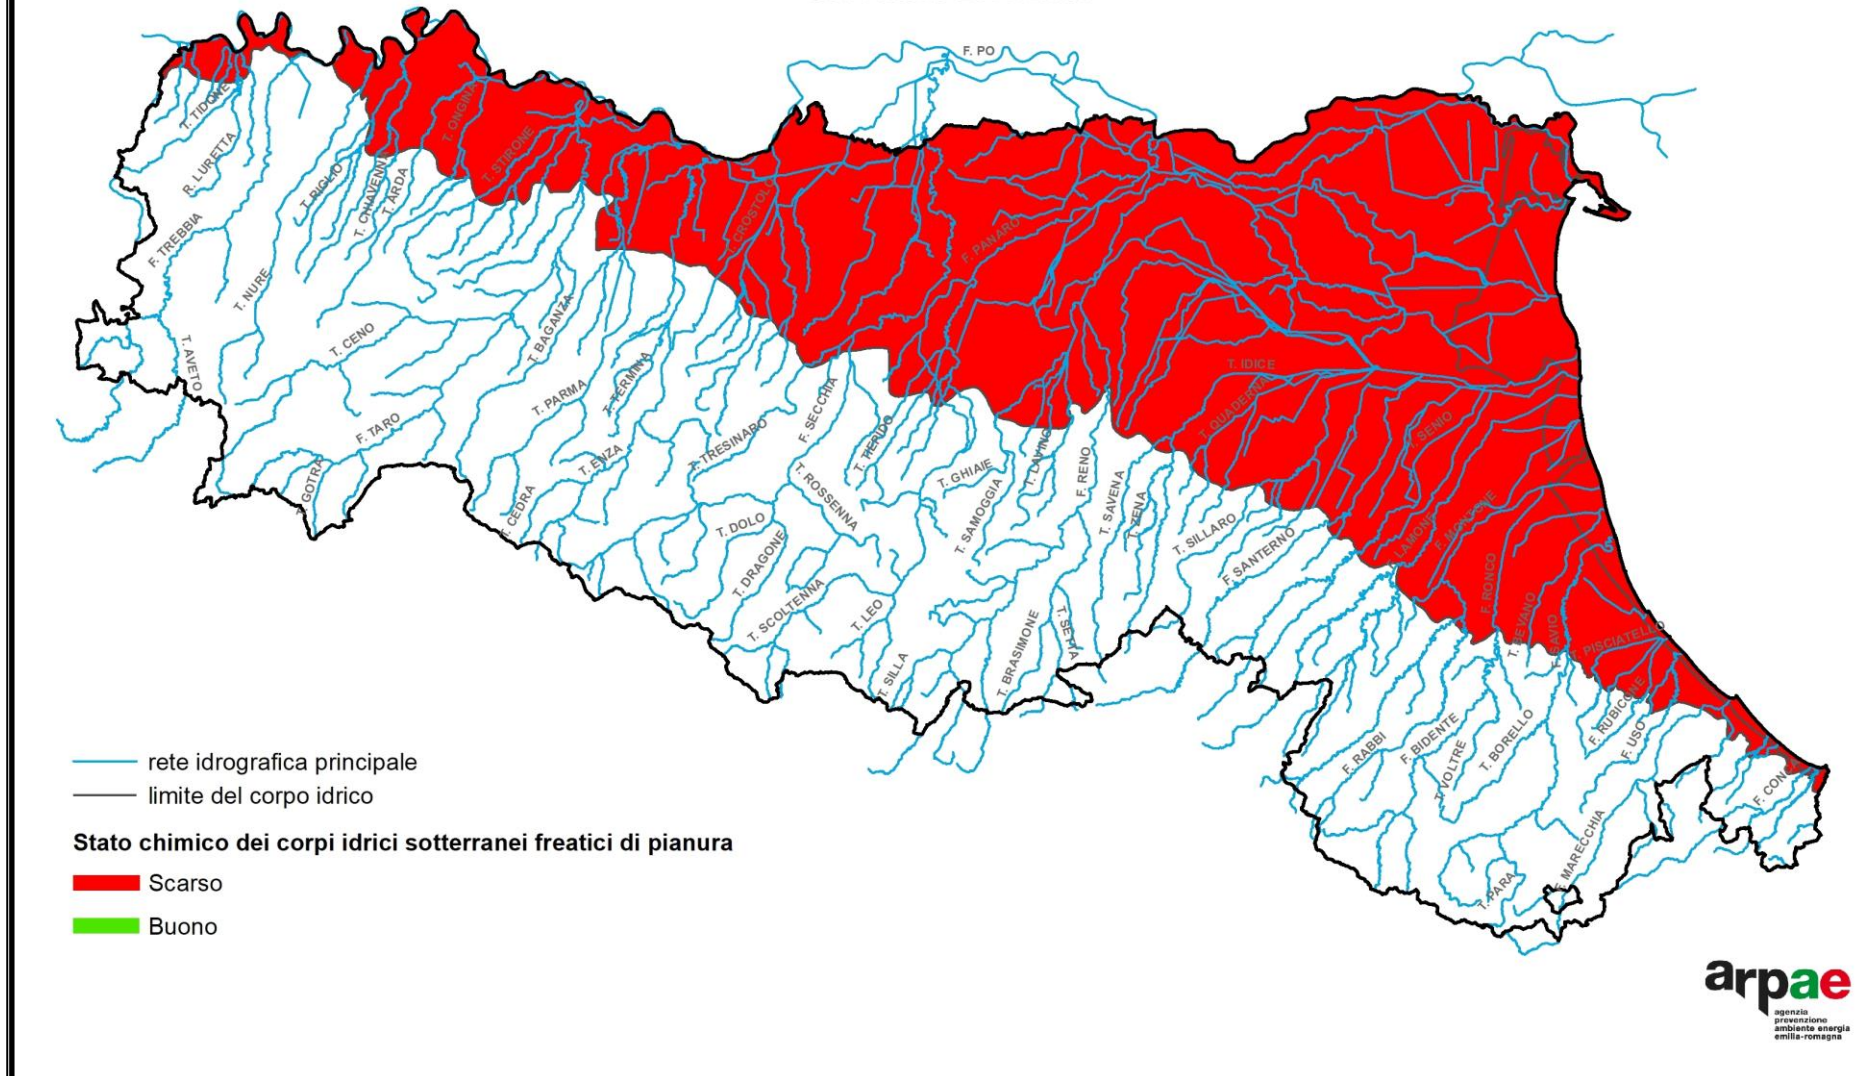 F. PO
T. TIDONE
R. LURETTA
F. TREBBIA
T. NURE
T. AVETO
T. RIGLIO
T. CHIAVENNA
T. ARDA
T. ONGINA
T. STIRONE
T. CENO
F. TARO
T. GOTRA
T. BAGANZA
T. PARMA
T. TERMINA
T. ENZA
T. CEDRA
T. CROSTOLO
T. TRESINARO
F. SECCHIA
T. TIEPIDO
T. ROSSENNA
T. DOLO
T. DRAGONE
T. SCOLTENNA
T. LEO
T. SILLA
F. PANARO
T. GHIAIE
T. SAMOGGIA
T. LAVINO
F. RENO
T. SAVENA
T. ZENA
T. BRASIMONE
T. SETTA
T. IDICE
T. QUADERNA
T. SILLARO
F. SANTERNO
SENIO
LAMONE
F. MONTONE
F. RONCO
T. BEVANO
F. SAVIO
T. PISCIATELLO
F. RUBICONE
F. USO
F. RABBI
F. BIDENTE
T. VOLTRE
T. BORELLO
F. MARECCHIA
T. PARA
F. CONCA
rete idrografica principale
limite del corpo idrico
Stato chimico dei corpi idrici sotterranei freatici di pianura
Scarso
Buono
arpae
agenzia
prevenzione
ambiente energia
emilia-romagna